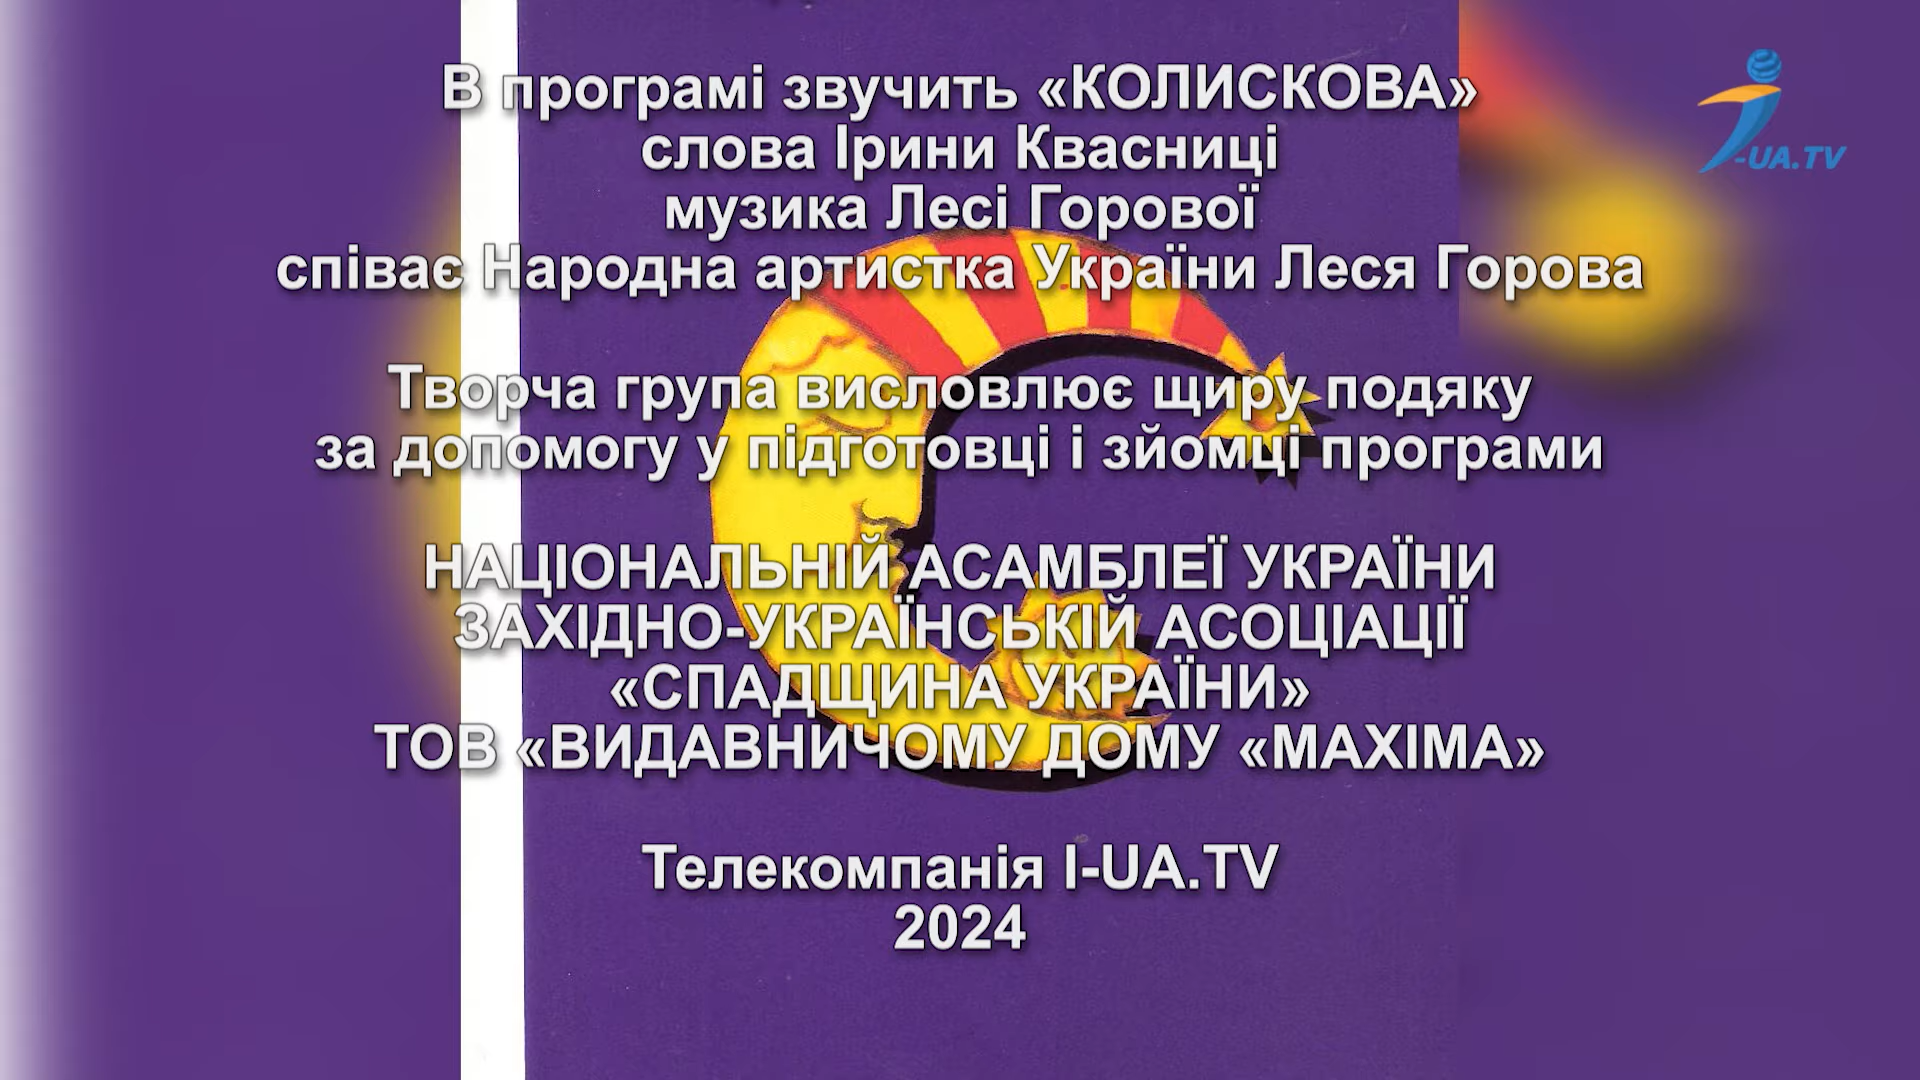 В програмі звучить «КОЛИСКОВА»
слова Ірини Квасниці
музика Лесі Горової
співає Народна артистка України Леся Горова
Творча група висловлює щиру подяку
за допомогу у підготовці і зйомці програми
НАЦІОНАЛЬНІЙ АСАМБЛЕЇ УКРАЇНИ
ЗАХІДНО-УКРАЇНСЬКІЙ АСОЦІАЦІЇ
«СПАДЩИНА УКРАЇНИ»
ТОВ «ВИДАВНИЧОМУ ДОМУ «МАХІМА»
Телекомпанія I-UA.TV
2024
i-UA.TV